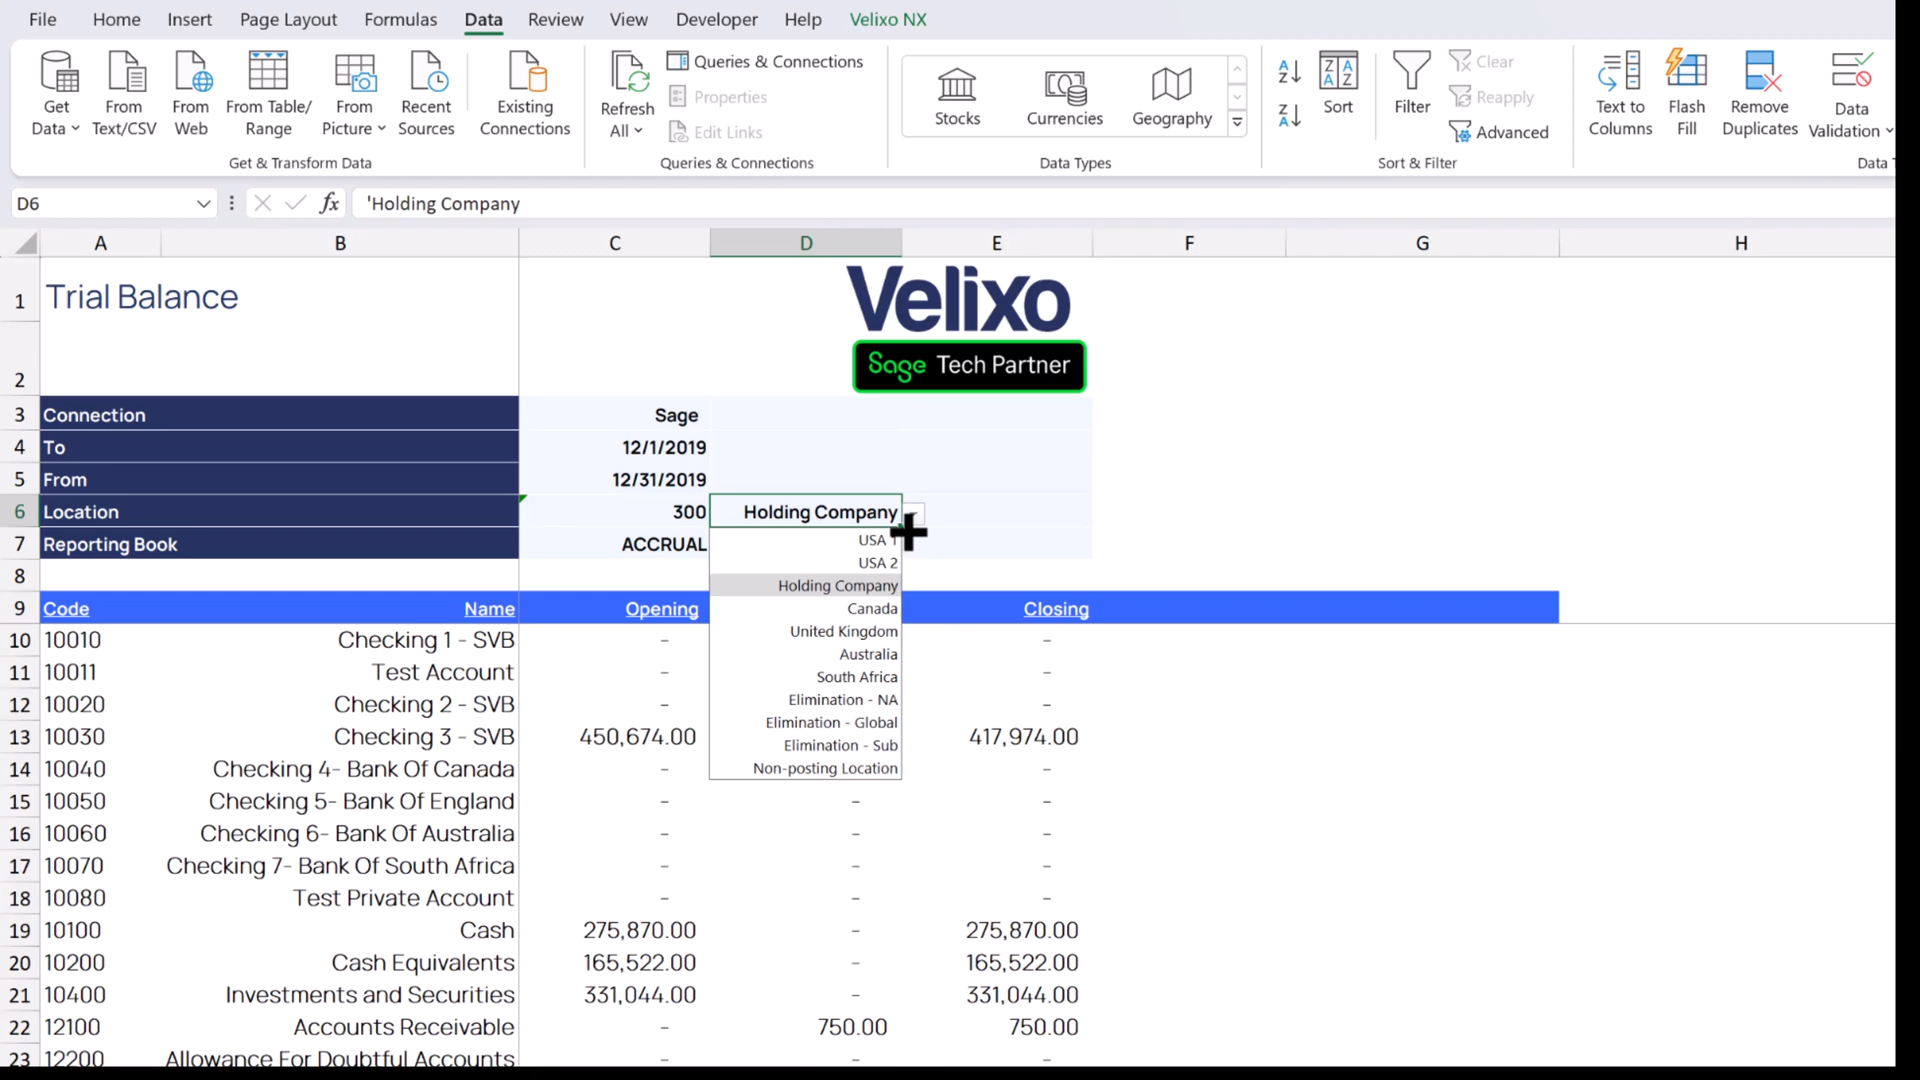 File Home Insert Page Layout Formulas Data Review View Developer Help Velixo NX
Get Data
From Text/CSV
From Web
From Table/ Range
From Picture
Recent Sources
Existing Connections
Get & Transform Data
Refresh All
Queries & Connections
Properties
Edit Links
Queries & Connections
Stocks
Currencies
Geography
Data Types
Sort
Filter
Clear
Reapply
Advanced
Sort & Filter
Text to Columns
Flash Fill
Remove Duplicates
Data Validation
Data
D6 fx 'Holding Company
A B C D E F G H
1 Trial Balance
Velixo
Sage Tech Partner
2
3 Connection Sage
4 To 12/1/2019
5 From 12/31/2019
6 Location 300 Holding Company
7 Reporting Book ACCRUAL
8
USA 1
USA 2
Holding Company
Canada
United Kingdom
Australia
South Africa
Elimination - NA
Elimination - Global
Elimination - Sub
Non-posting Location
9 Code Name Opening Closing
10 10010 Checking 1 - SVB - -
11 10011 Test Account - -
12 10020 Checking 2 - SVB - -
13 10030 Checking 3 - SVB 450,674.00 417,974.00
14 10040 Checking 4- Bank Of Canada - -
15 10050 Checking 5- Bank Of England - - -
16 10060 Checking 6- Bank Of Australia - - -
17 10070 Checking 7- Bank Of South Africa - - -
18 10080 Test Private Account - - -
19 10100 Cash 275,870.00 - 275,870.00
20 10200 Cash Equivalents 165,522.00 - 165,522.00
21 10400 Investments and Securities 331,044.00 - 331,044.00
22 12100 Accounts Receivable - 750.00 750.00
23 12200 Allowance For Doubtful Accounts - - -